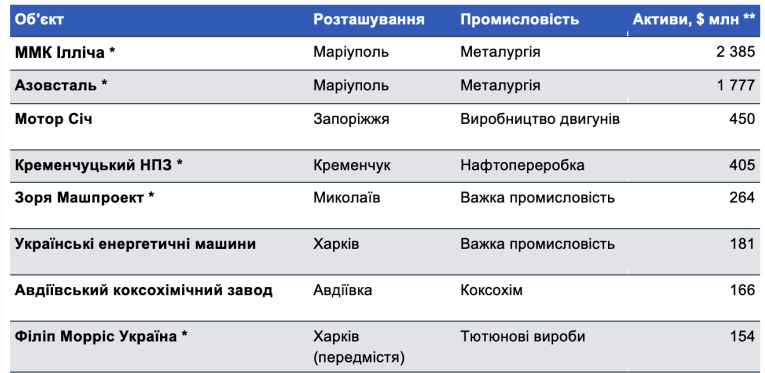 Об'єкт Розташування Промисловість Активи, $ млн **
ММК Ілліча * Маріуполь Металургія 2 385
Азовсталь * Маріуполь Металургія 1 777
Мотор Січ Запоріжжя Виробництво двигунів 450
Кременчуцький НПЗ * Кременчук Нафтопереробка 405
Зоря Машпроект * Миколаїв Важка промисловість 264
Українські енергетичні машини Харків Важка промисловість 181
Авдіївський коксохімічний завод Авдіївка Коксохім 166
Філіп Морріс Україна * Харків Тютюнові вироби 154
(передмістя)